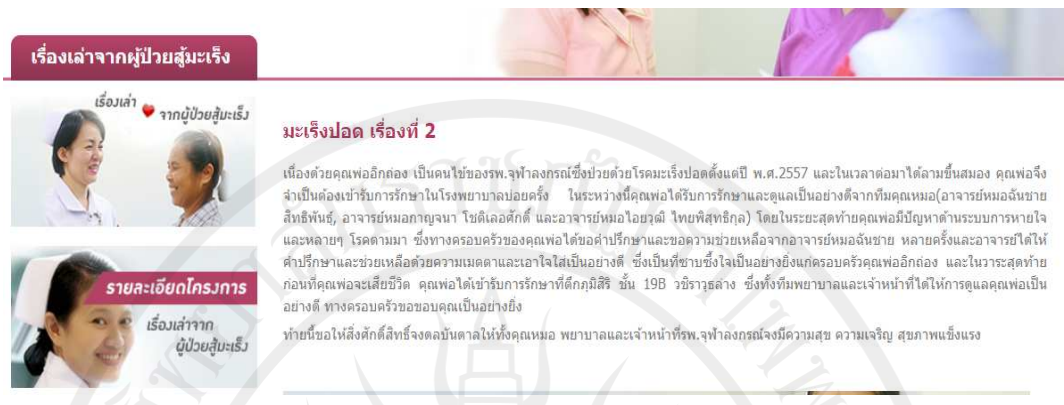 เรื่องเล่าจากผู้ป่วยสู้มะเร็ง
เรื่องเล่า
จากผู้ป่วยสู้มะเร็ง
มะเร็งปอด เรื่องที่ 2
เนื่องด้วยคุณพ่ออิกถ่อง เป็นคนไข้ของรพ.จุฬาลงกรณ์ซึ่งป่วยด้วยโรคมะเร็งปอดตั้งแต่ปี พ.ศ.2557 และในเวลาต่อมาได้ลามขึ้นสมอง คุณพ่อจึง
จำเป็นต้องเข้ารับการรักษาในโรงพยาบาลบ่อยครั้ง ในระหว่างนี้คุณพ่อได้รับการรักษาและดูแลเป็นอย่างดีจากทีมคุณหมอ(อาจารย์หมอฉันชาย
สิทธิพันธุ์, อาจารย์หมอกาญจนา โชติเลอศักดิ์ และอาจารย์หมอไอยวุฒิ ไทยพิสุทธิกุล) โดยในระยะสุดท้ายคุณพ่อมีปัญหาด้านระบบการหายใจ
และหลายๆ โรคตามมา ซึ่งทางครอบครัวของคุณพ่อได้ขอคำปรึกษาและขอความช่วยเหลือจากอาจารย์หมอฉันชาย หลายครั้งและอาจารย์ได้ให้
คำปรึกษาและช่วยเหลือด้วยความเมตตาและเอาใจใส่เป็นอย่างดี ซึ่งเป็นที่ซาบซึ้งใจเป็นอย่างยิ่งแก่ครอบครัวคุณพ่ออิกถ่อง และในวาระสุดท้าย
ก่อนที่คุณพ่อจะเสียชีวิต คุณพ่อได้เข้ารับการรักษาที่ตึกภูมิสิริ ชั้น 19B วชิราวุธล่าง ซึ่งทั้งทีมพยาบาลและเจ้าหน้าที่ได้ให้การดูแลคุณพ่อเป็น
อย่างดี ทางครอบครัวขอขอบคุณเป็นอย่างยิ่ง
ท้ายนี้ขอให้สิ่งศักดิ์สิทธิ์จงดลบันดาลให้ทั้งคุณหมอ พยาบาลและเจ้าหน้าที่รพ.จุฬาลงกรณ์จงมีความสุข ความเจริญ สุขภาพแข็งแรง
รายละเอียดโครงการ
เรื่องเล่าจาก
ผู้ป่วยสู้มะเร็ง